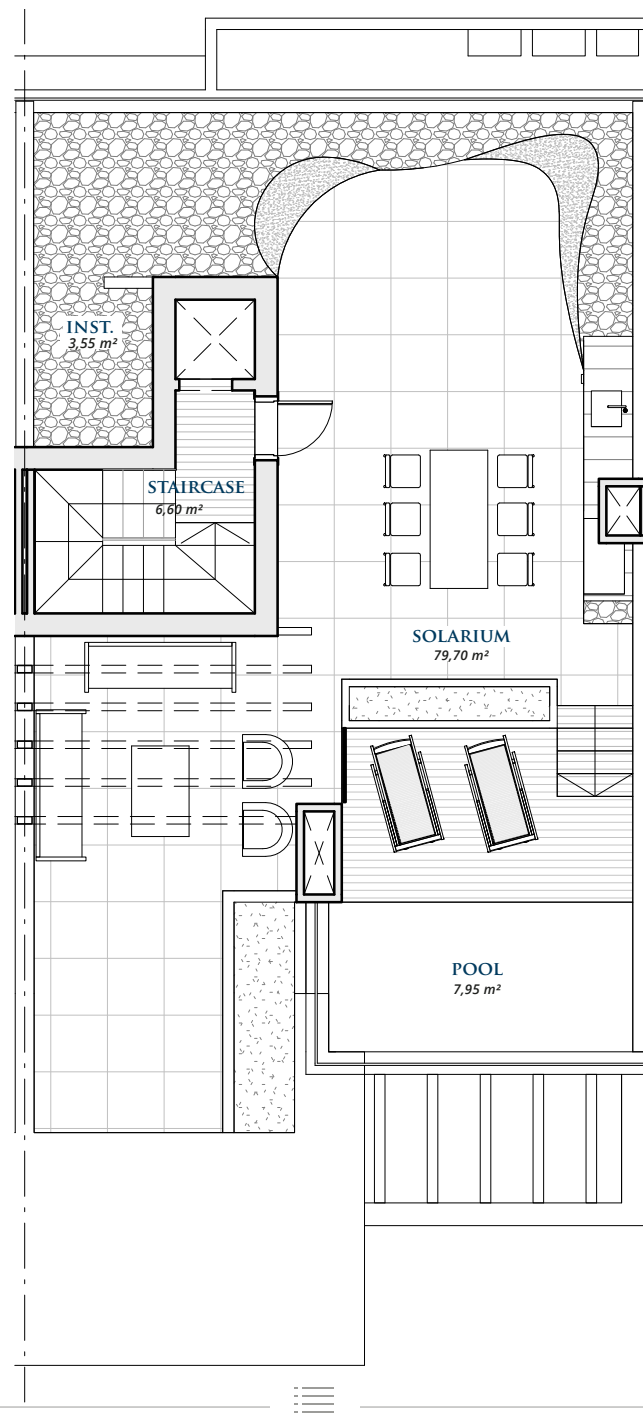 INST.
3,55 m²
STAIRCASE
6,60 m²
SOLARIUM
79,70 m²
POOL
7,95 m²